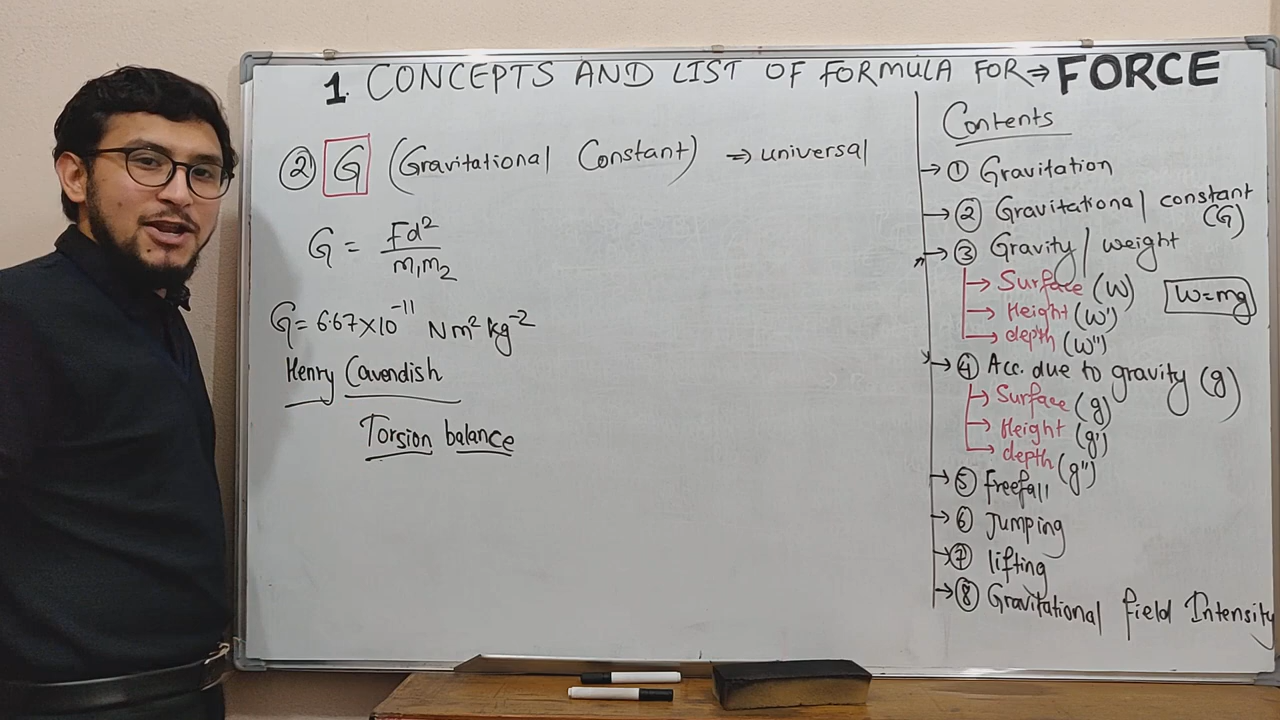 1. CONCEPTS AND LIST OF FORMULA FOR ⇒ FORCE
② G (Gravitational Constant) ⇒ universal
G = Fd²/m₁m₂
G = 6.67×10⁻¹¹ Nm² kg⁻²
Henry Cavendish
Torsion balance
Contents
→ ① Gravitation
→ ② Gravitational constant (G)
→ ③ Gravity/weight
→ Surface (W)
→ Height (W')
→ depth (W'')
W=mg
→ ④ Acc. due to gravity (g)
→ Surface (g)
→ Height (g')
→ depth (g'')
→ ⑤ freefall
→ ⑥ Jumping
→ ⑦ lifting
→ ⑧ Gravitational field Intensity